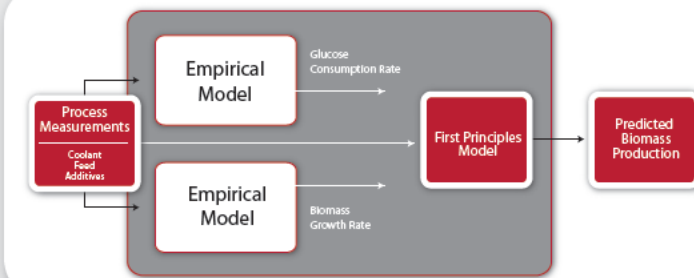 Process
Measurements
Coolant
Feed
Additives
Empirical
Model
Glucose
Consumption Rate
Empirical
Model
Biomass
Growth Rate
First Principles
Model
Predicted
Biomass
Production